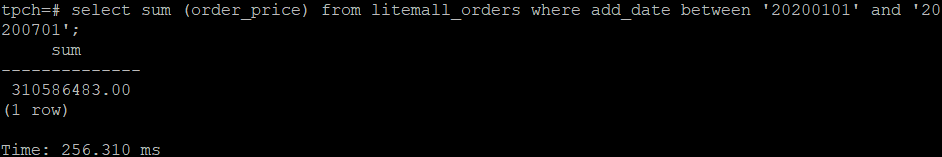 tpch=# select sum (order_price) from litemall_orders where add_date between '20200101' and '20
200701';
sum
--------------
310586483.00
(1 row)
Time: 256.310 ms